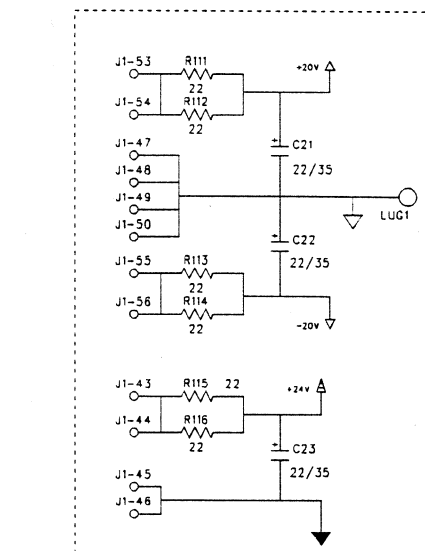 J1-53
R111
+20V
22
J1-54
R112
22
J1-47
C21
J1-48
22/35
J1-49
J1-50
LUG1
C22
22/35
J1-55
R113
22
J1-56
R114
22
-20V
J1-43
R115
22
+24V
J1-44
R116
22
C23
22/35
J1-45
J1-46